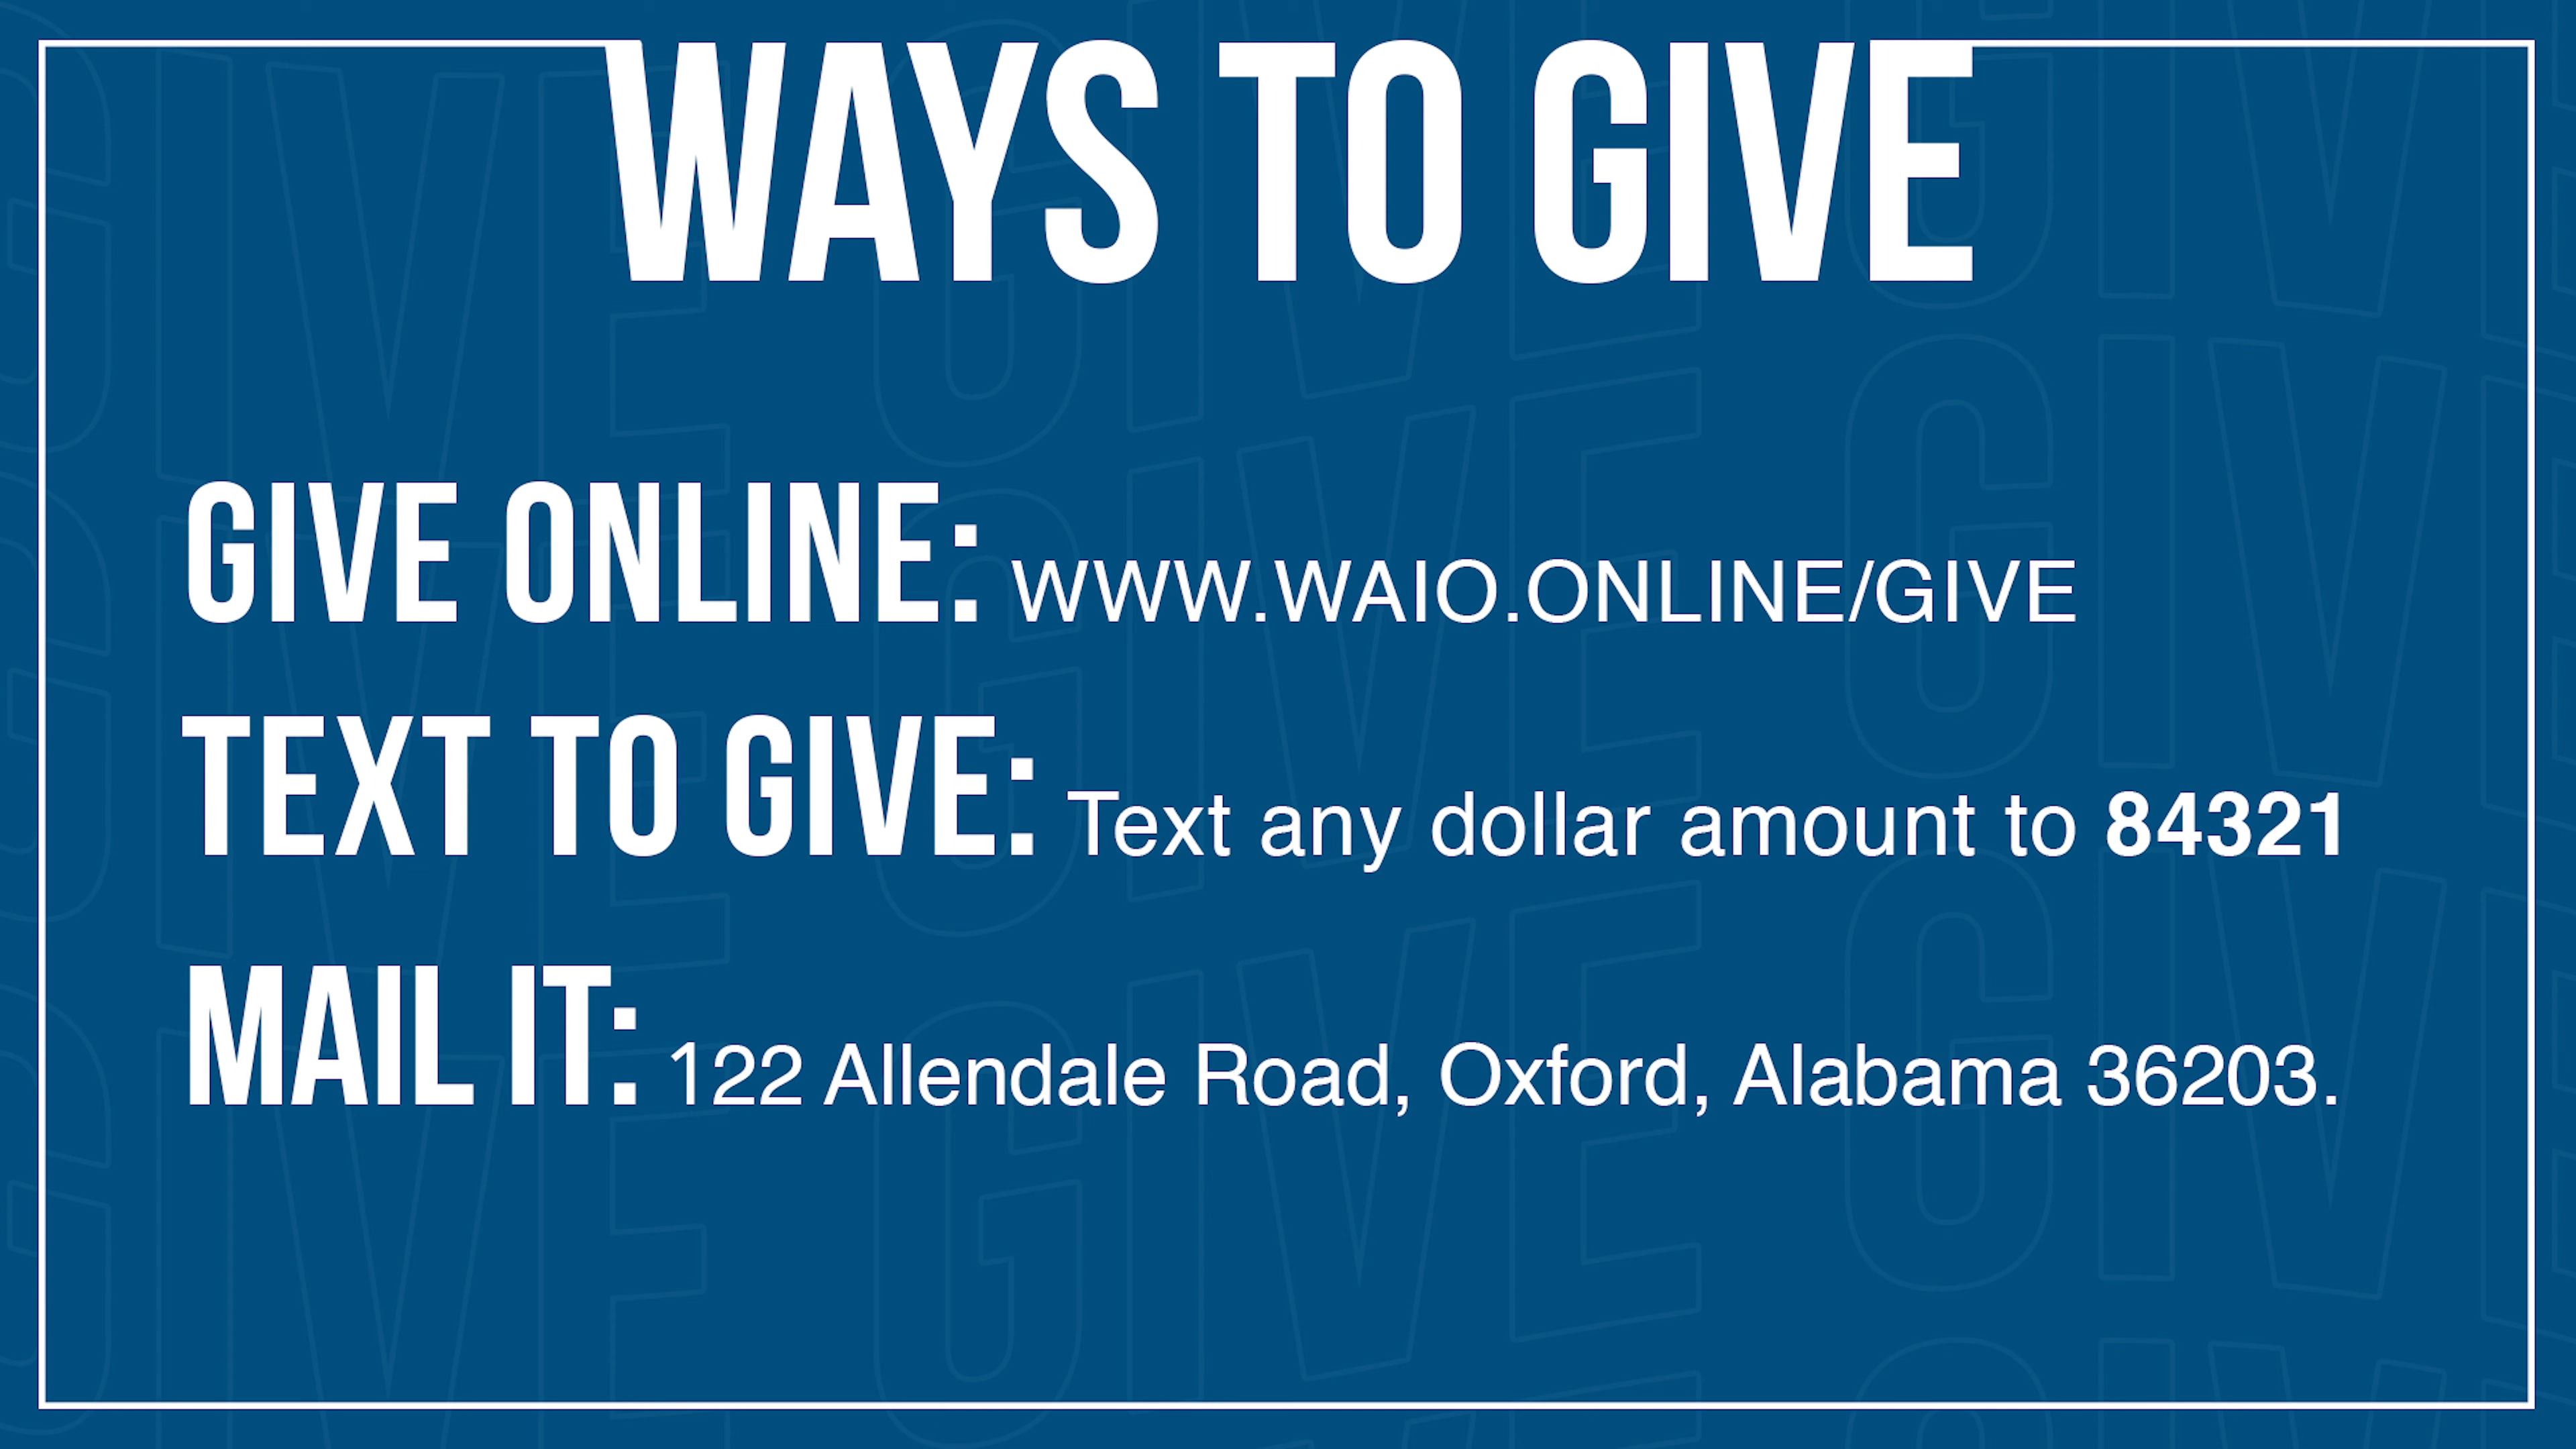 WAYS TO GIVE
GIVE ONLINE: WWW.WAIO.ONLINE/GIVE
TEXT TO GIVE: Text any dollar amount to 84321
MAIL IT: 122 Allendale Road, Oxford, Alabama 36203.